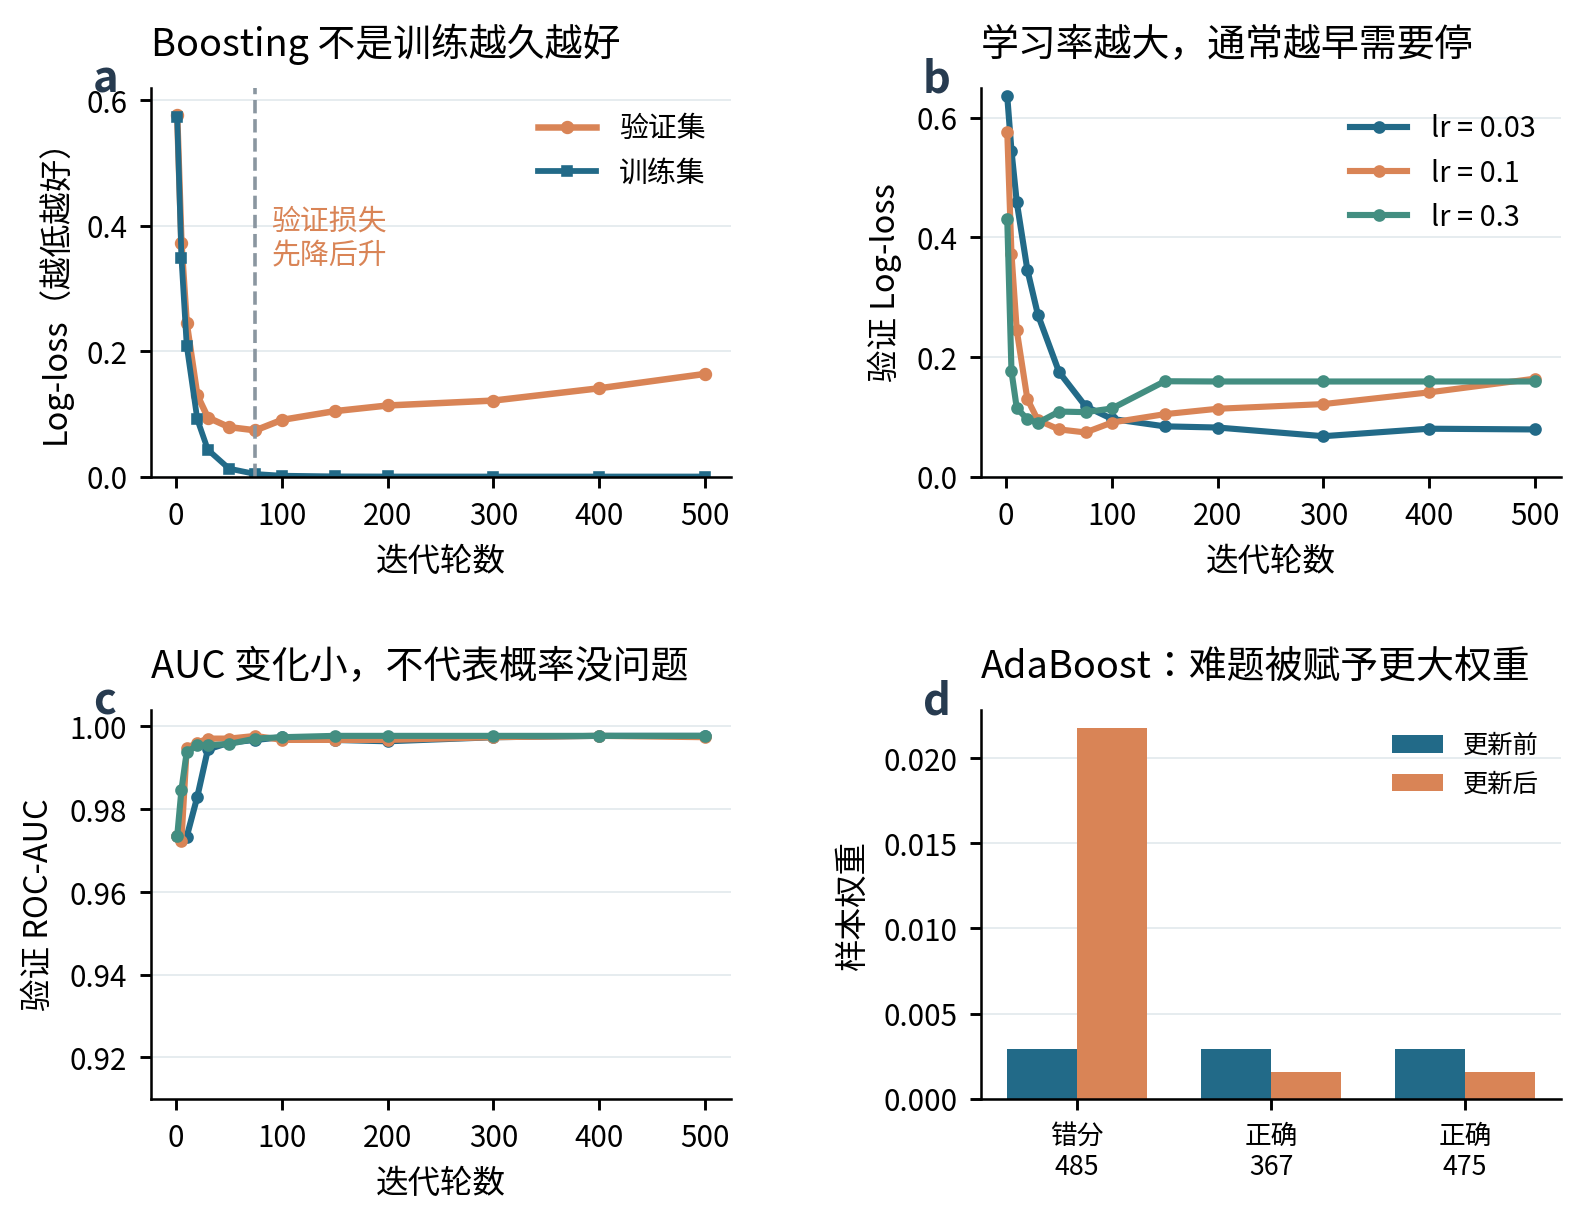 Boosting 不是训练越久越好
a
0.6
0.4
0.2
0.0
Log-loss（越低越好）
验证集
训练集
验证损失
先降后升
0 100 200 300 400 500
迭代轮数
学习率越大，通常越早需要停
b
0.6
0.4
0.2
0.0
验证 Log-loss
lr = 0.03
lr = 0.1
lr = 0.3
0 100 200 300 400 500
迭代轮数
AUC 变化小，不代表概率没问题
c
1.00
0.98
0.96
0.94
0.92
验证 ROC-AUC
0 100 200 300 400 500
迭代轮数
AdaBoost：难题被赋予更大权重
d
0.020
0.015
0.010
0.005
0.000
样本权重
更新前
更新后
错分 正确 正确
485 367 475